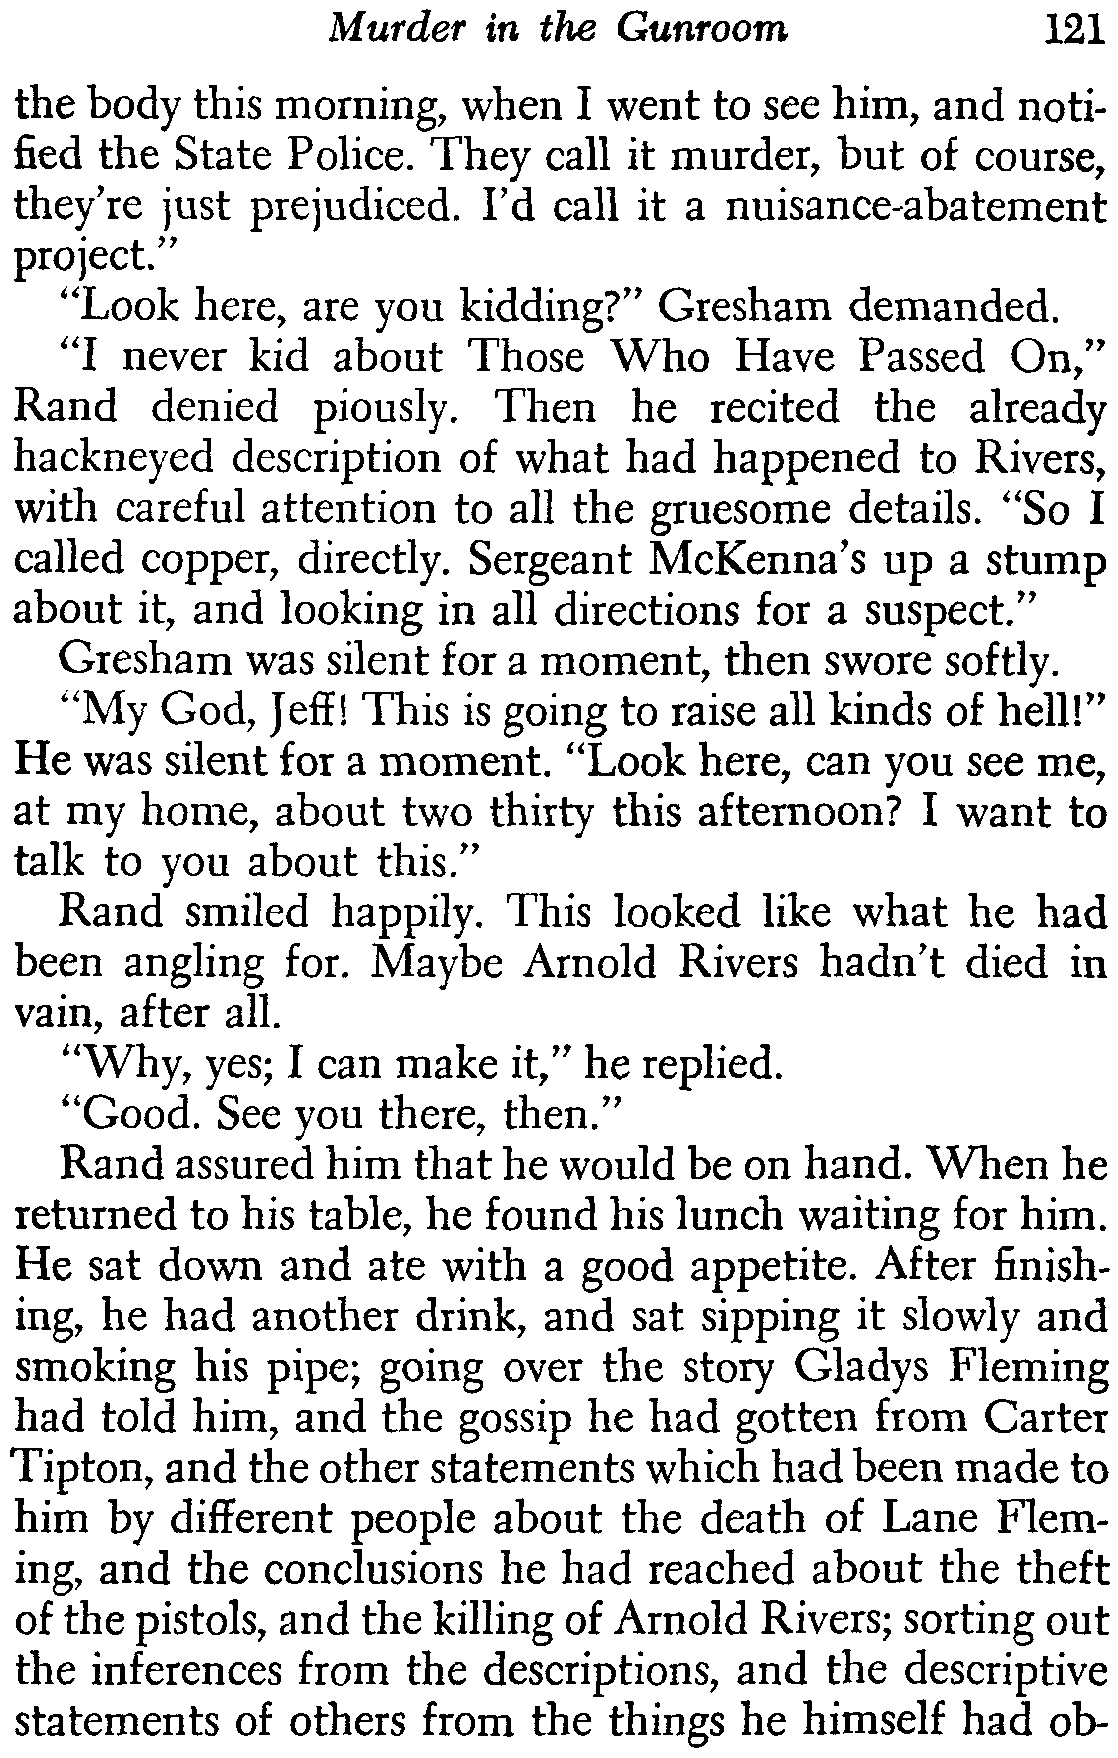 Murder in the Gunroom 121
the body this morning, when I went to see him, and noti-
fied the State Police. They call it murder, but of course,
they're just prejudiced. I'd call it a nuisance-abatement
project."
"Look here, are you kidding?" Gresham demanded.
"I never kid about Those Who Have Passed On,"
Rand denied piously. Then he recited the already
hackneyed description of what had happened to Rivers,
with careful attention to all the gruesome details. "So I
called copper, directly. Sergeant McKenna's up a stump
about it, and looking in all directions for a suspect."
Gresham was silent for a moment, then swore softly.
"My God, Jeff! This is going to raise all kinds of hell!"
He was silent for a moment. "Look here, can you see me,
at my home, about two thirty this afternoon? I want to
talk to you about this."
Rand smiled happily. This looked like what he had
been angling for. Maybe Arnold Rivers hadn't died in
vain, after all.
"Why, yes; I can make it," he replied.
"Good. See you there, then."
Rand assured him that he would be on hand. When he
returned to his table, he found his lunch waiting for him.
He sat down and ate with a good appetite. After finish-
ing, he had another drink, and sat sipping it slowly and
smoking his pipe; going over the story Gladys Fleming
had told him, and the gossip he had gotten from Carter
Tipton, and the other statements which had been made to
him by different people about the death of Lane Flem-
ing, and the conclusions he had reached about the theft
of the pistols, and the killing of Arnold Rivers; sorting out
the inferences from the descriptions, and the descriptive
statements of others from the things he himself had ob-